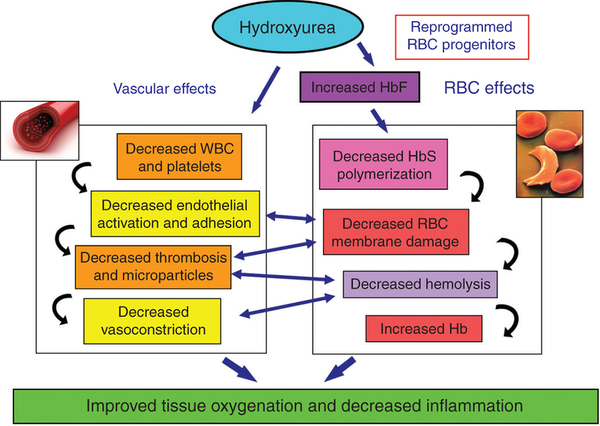 Hydroxyurea
Reprogrammed
RBC progenitors
Vascular effects
Increased HbF
RBC effects
Decreased WBC
and platelets
Decreased endothelial
activation and adhesion
Decreased thrombosis
and microparticles
Decreased
vasoconstriction
Decreased HbS
polymerization
Decreased RBC
membrane damage
Decreased hemolysis
Increased Hb
Improved tissue oxygenation and decreased inflammation